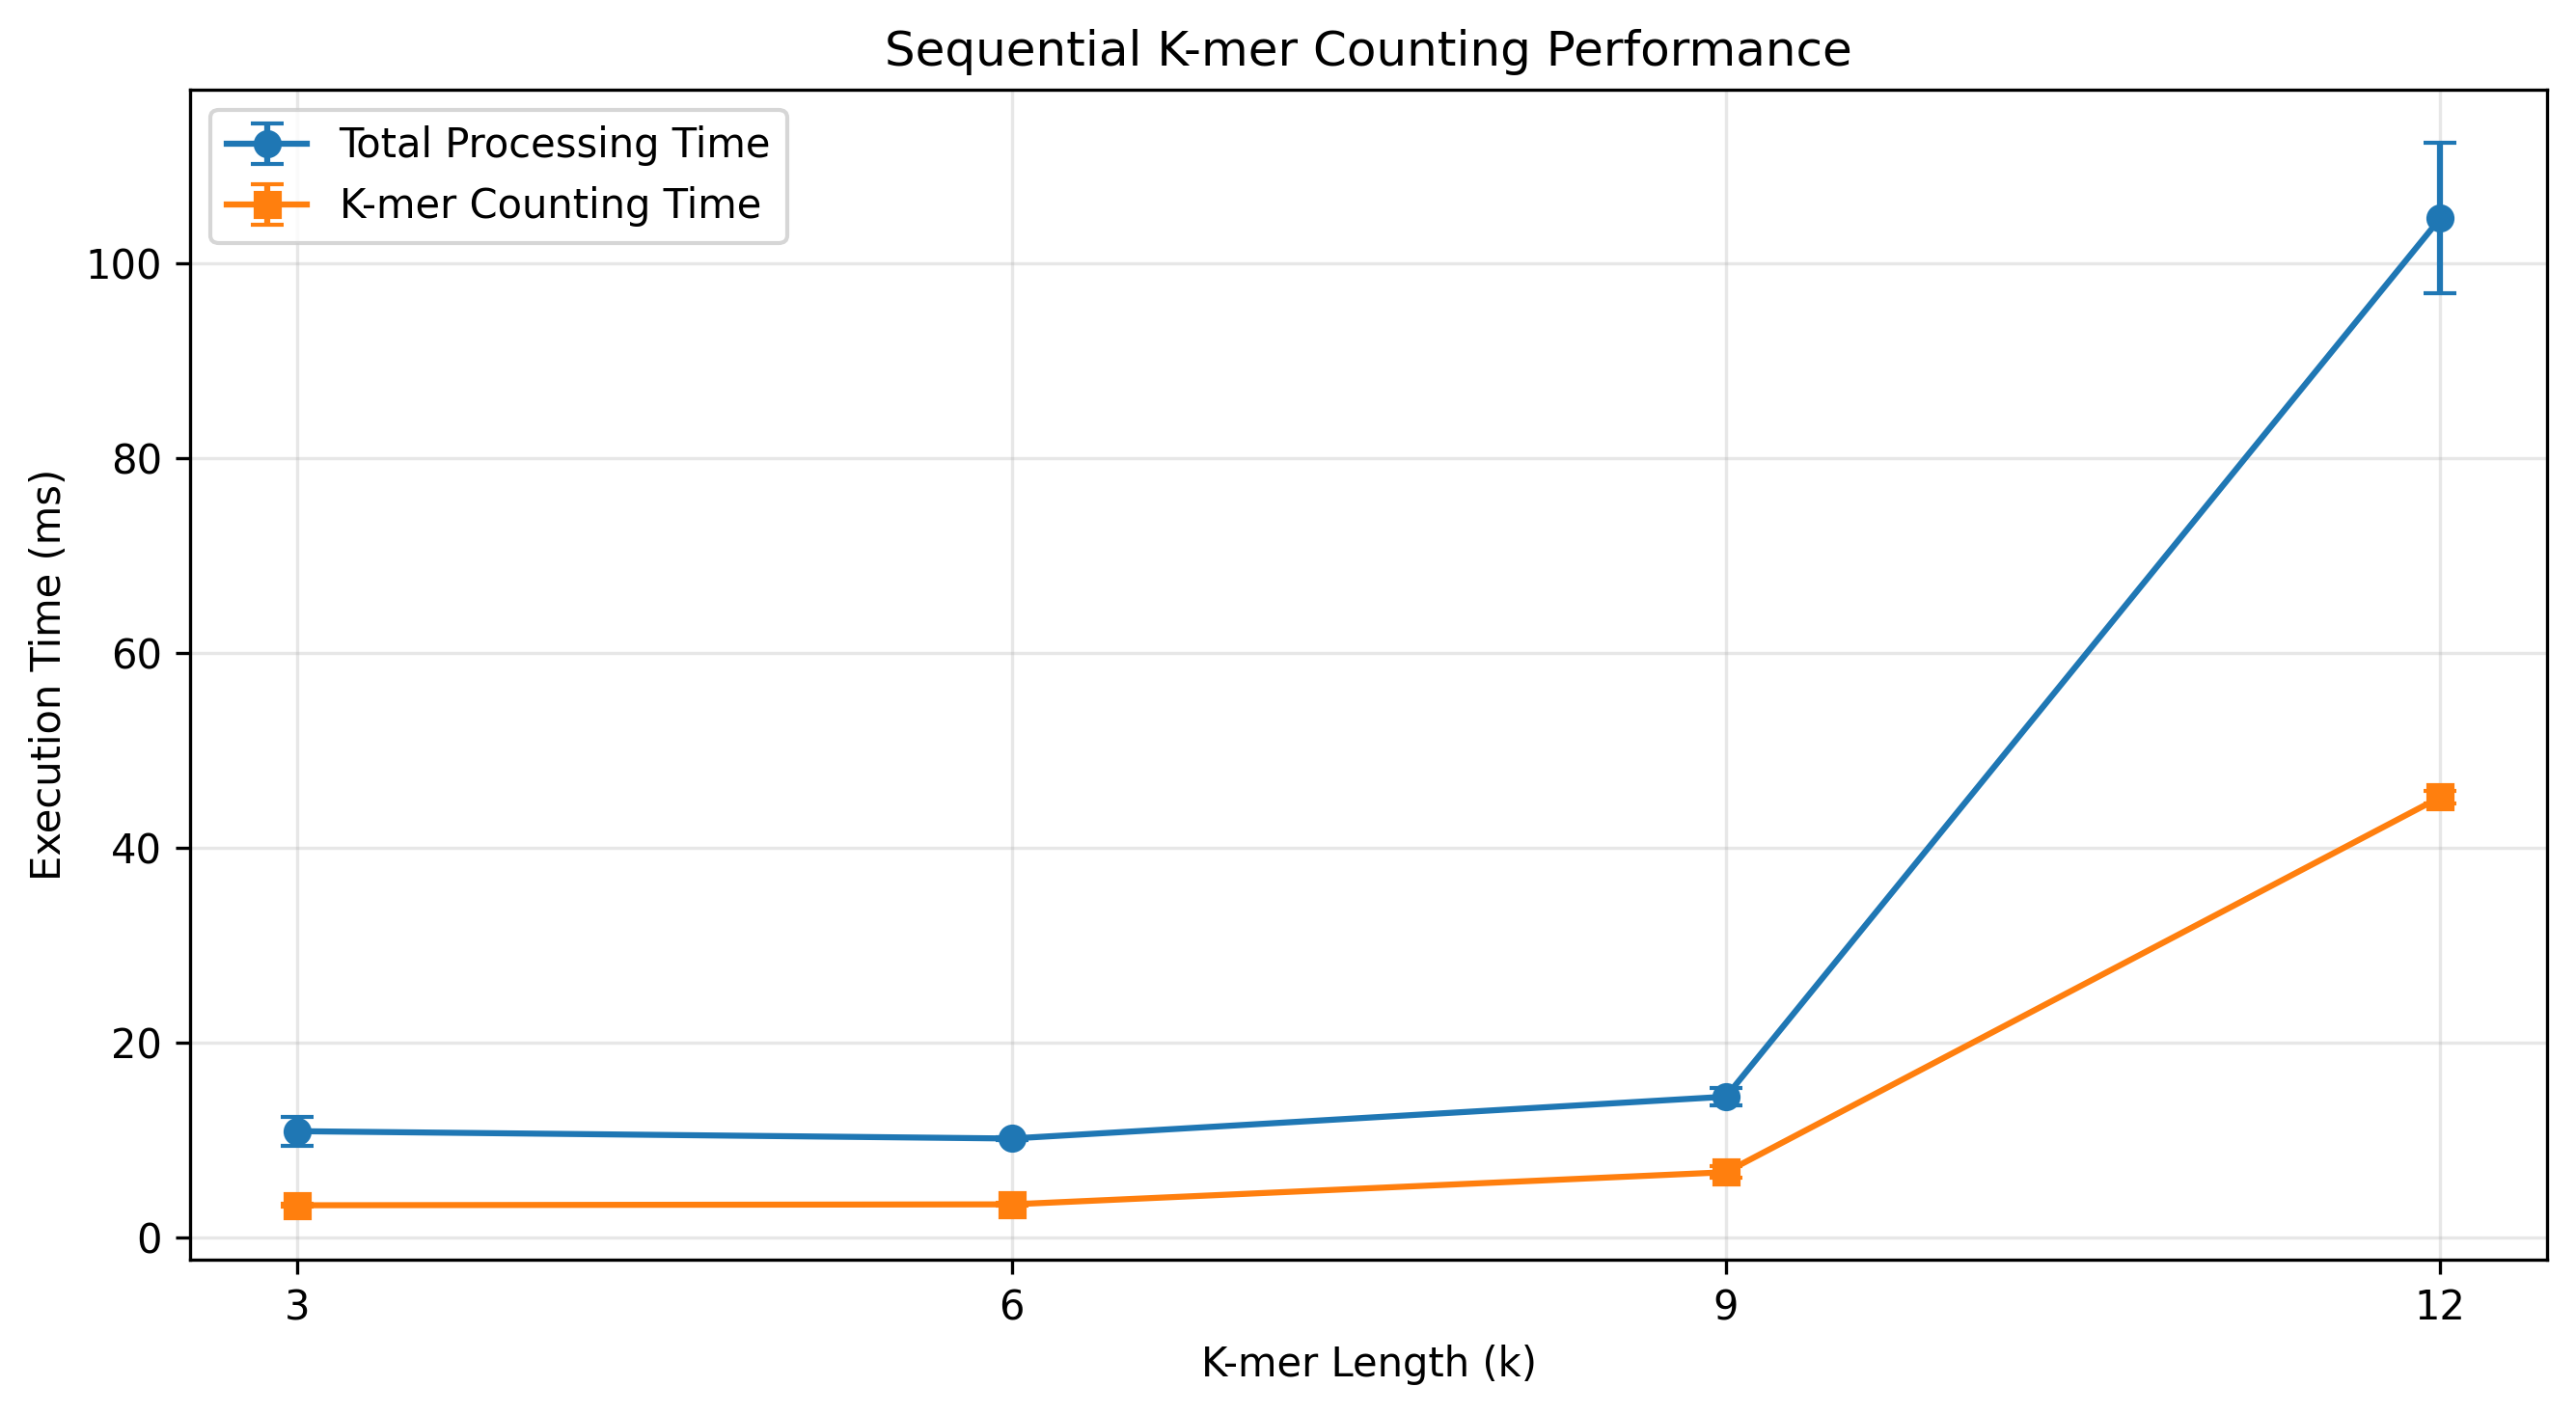 Sequential K-mer Counting Performance
Total Processing Time
K-mer Counting Time
Execution Time (ms)
100
80
60
40
20
0
3
6
9
12
K-mer Length (k)